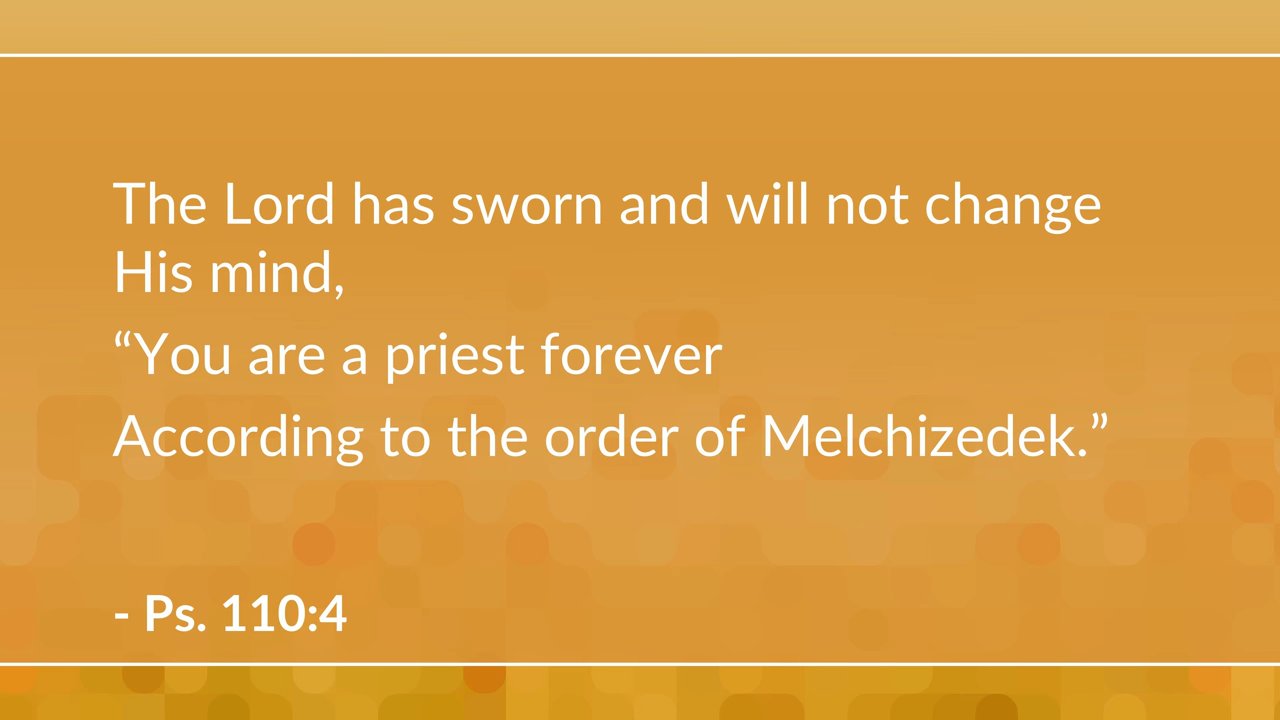 The Lord has sworn and will not change
His mind,
“You are a priest forever
According to the order of Melchizedek.”
- Ps. 110:4